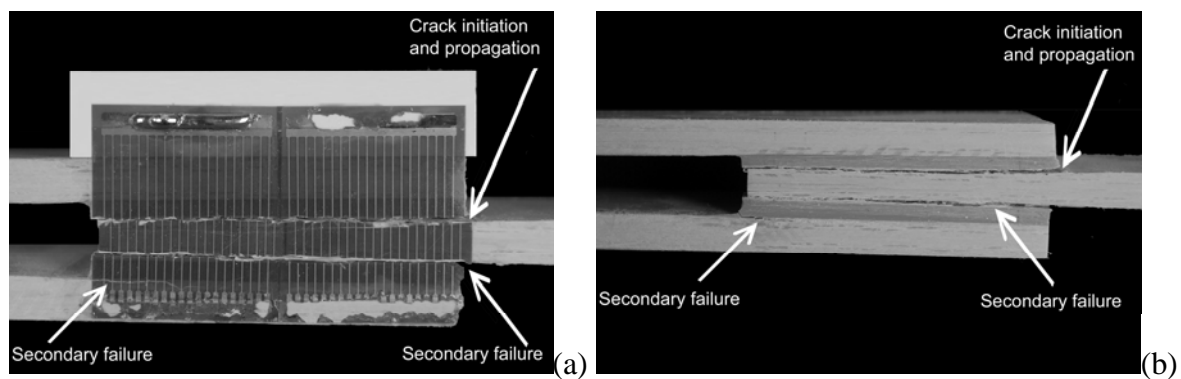 Crack initiation
and propagation
Secondary failure
Secondary failure
(a)
Crack initiation
and propagation
Secondary failure
Secondary failure
(b)